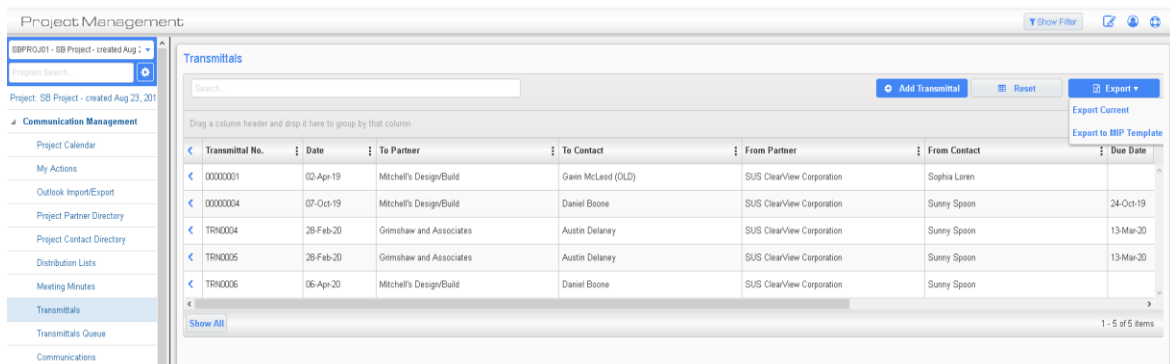 Project Management
Show Filter
SBPROJ01 - SB Project - created Aug 2
Program Search...
Project: SB Project - created Aug 23, 201
Communication Management
Project Calendar
My Actions
Outlook Import/Export
Project Partner Directory
Project Contact Directory
Distribution Lists
Meeting Minutes
Transmittals
Transmittals Queue
Communications
Transmittals
Search... Add Transmittal Reset Export
Export Current
Export to MIP Template
Drag a column header and drop it here to group by that column
Transmittal No. Date To Partner To Contact From Partner From Contact Due Date
00000001 02-Apr-19 Mitchell's Design/Build Gavin McLeod (OLD) SUS ClearView Corporation Sophia Loren
00000004 07-Oct-19 Mitchell's Design/Build Daniel Boone SUS ClearView Corporation Sunny Spoon 24-Oct-19
TRN0004 28-Feb-20 Grimshaw and Associates Austin Delaney SUS ClearView Corporation Sunny Spoon 13-Mar-20
TRN0005 28-Feb-20 Grimshaw and Associates Austin Delaney SUS ClearView Corporation Sunny Spoon 13-Mar-20
TRN0006 06-Apr-20 Mitchell's Design/Build Daniel Boone SUS ClearView Corporation Sunny Spoon
Show All 1 - 5 of 5 items